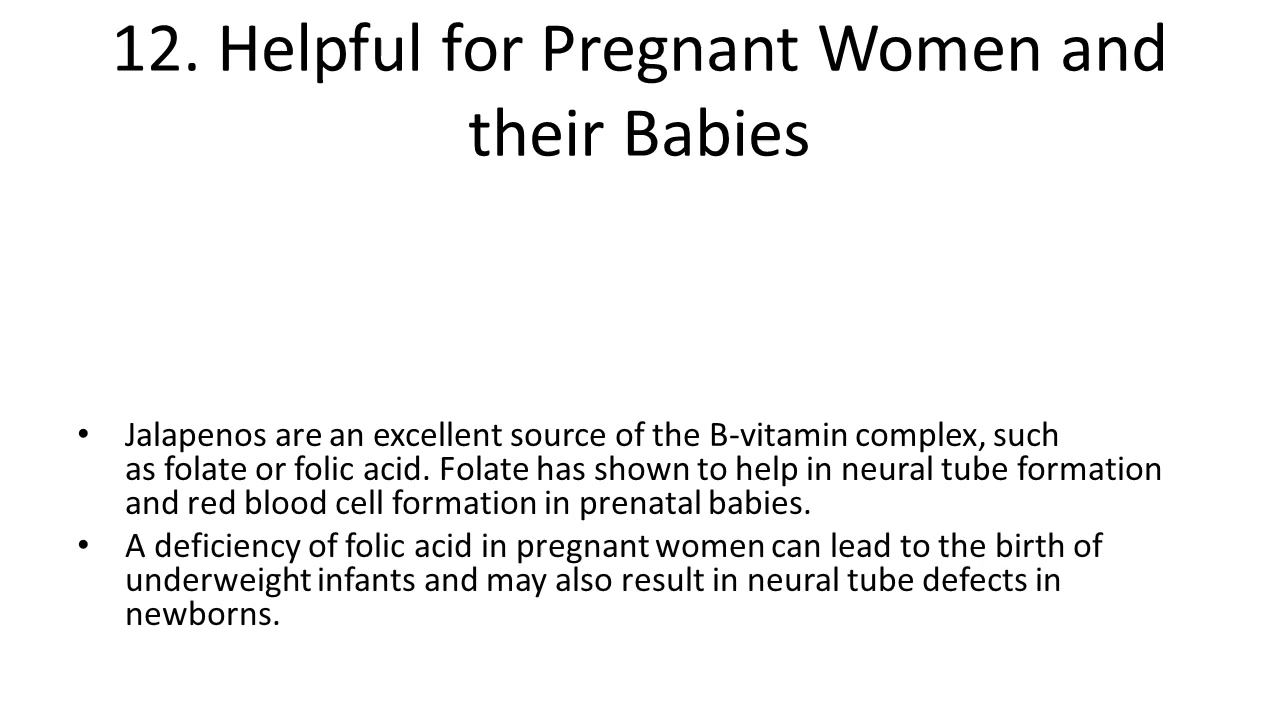 12. Helpful for Pregnant Women and
their Babies
• Jalapenos are an excellent source of the B-vitamin complex, such
as folate or folic acid. Folate has shown to help in neural tube formation
and red blood cell formation in prenatal babies.
• A deficiency of folic acid in pregnant women can lead to the birth of
underweight infants and may also result in neural tube defects in
newborns.